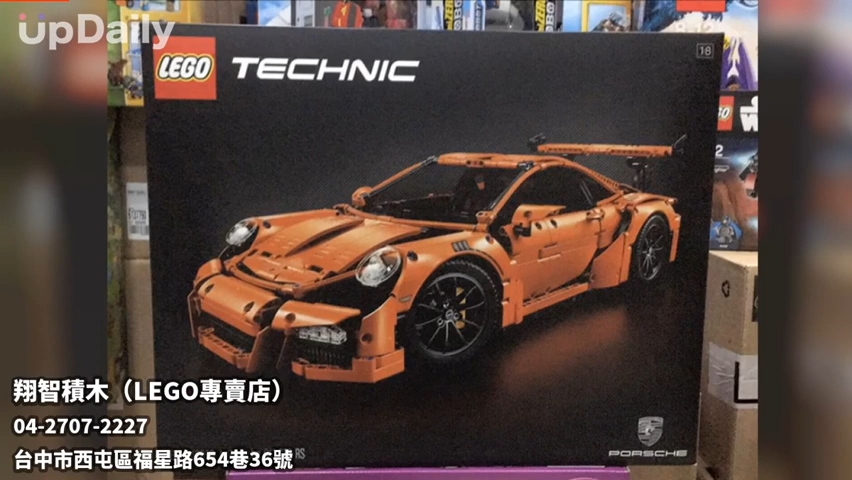 UpDaily
LEGO TECHNIC
18
翔智積木（LEGO專賣店）
04-2707-2227
台中市西屯區福星路654巷36號
RS
PORSCHE